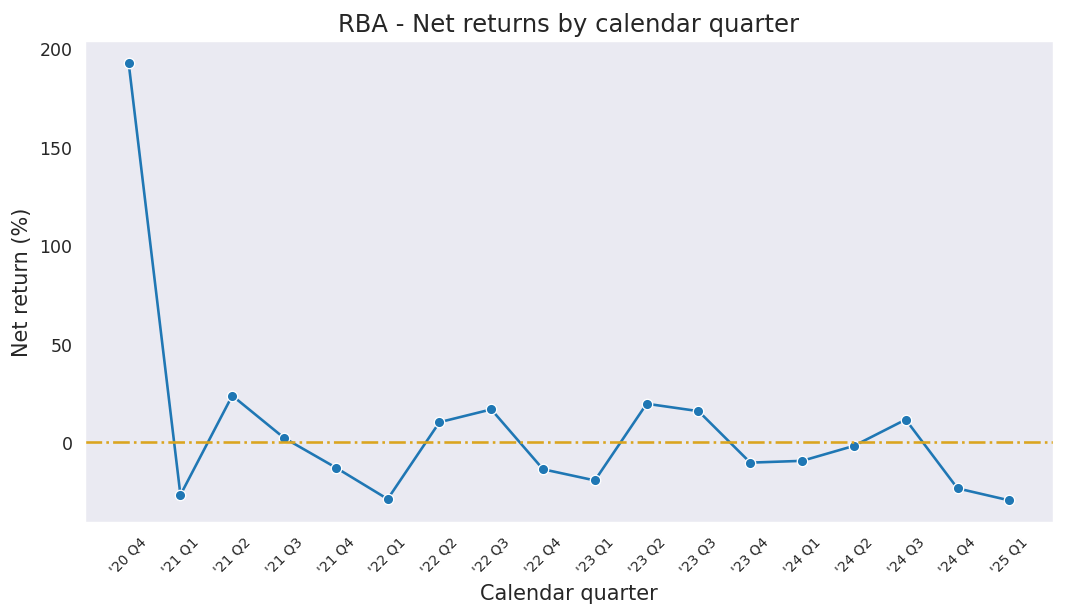 RBA - Net returns by calendar quarter
Net return (%)
200
150
100
50
0
'20 Q4
'21 Q1
'21 Q2
'21 Q3
'21 Q4
'22 Q1
'22 Q2
'22 Q3
'22 Q4
'23 Q1
'23 Q2
'23 Q3
'23 Q4
'24 Q1
'24 Q2
'24 Q3
'24 Q4
'25 Q1
Calendar quarter